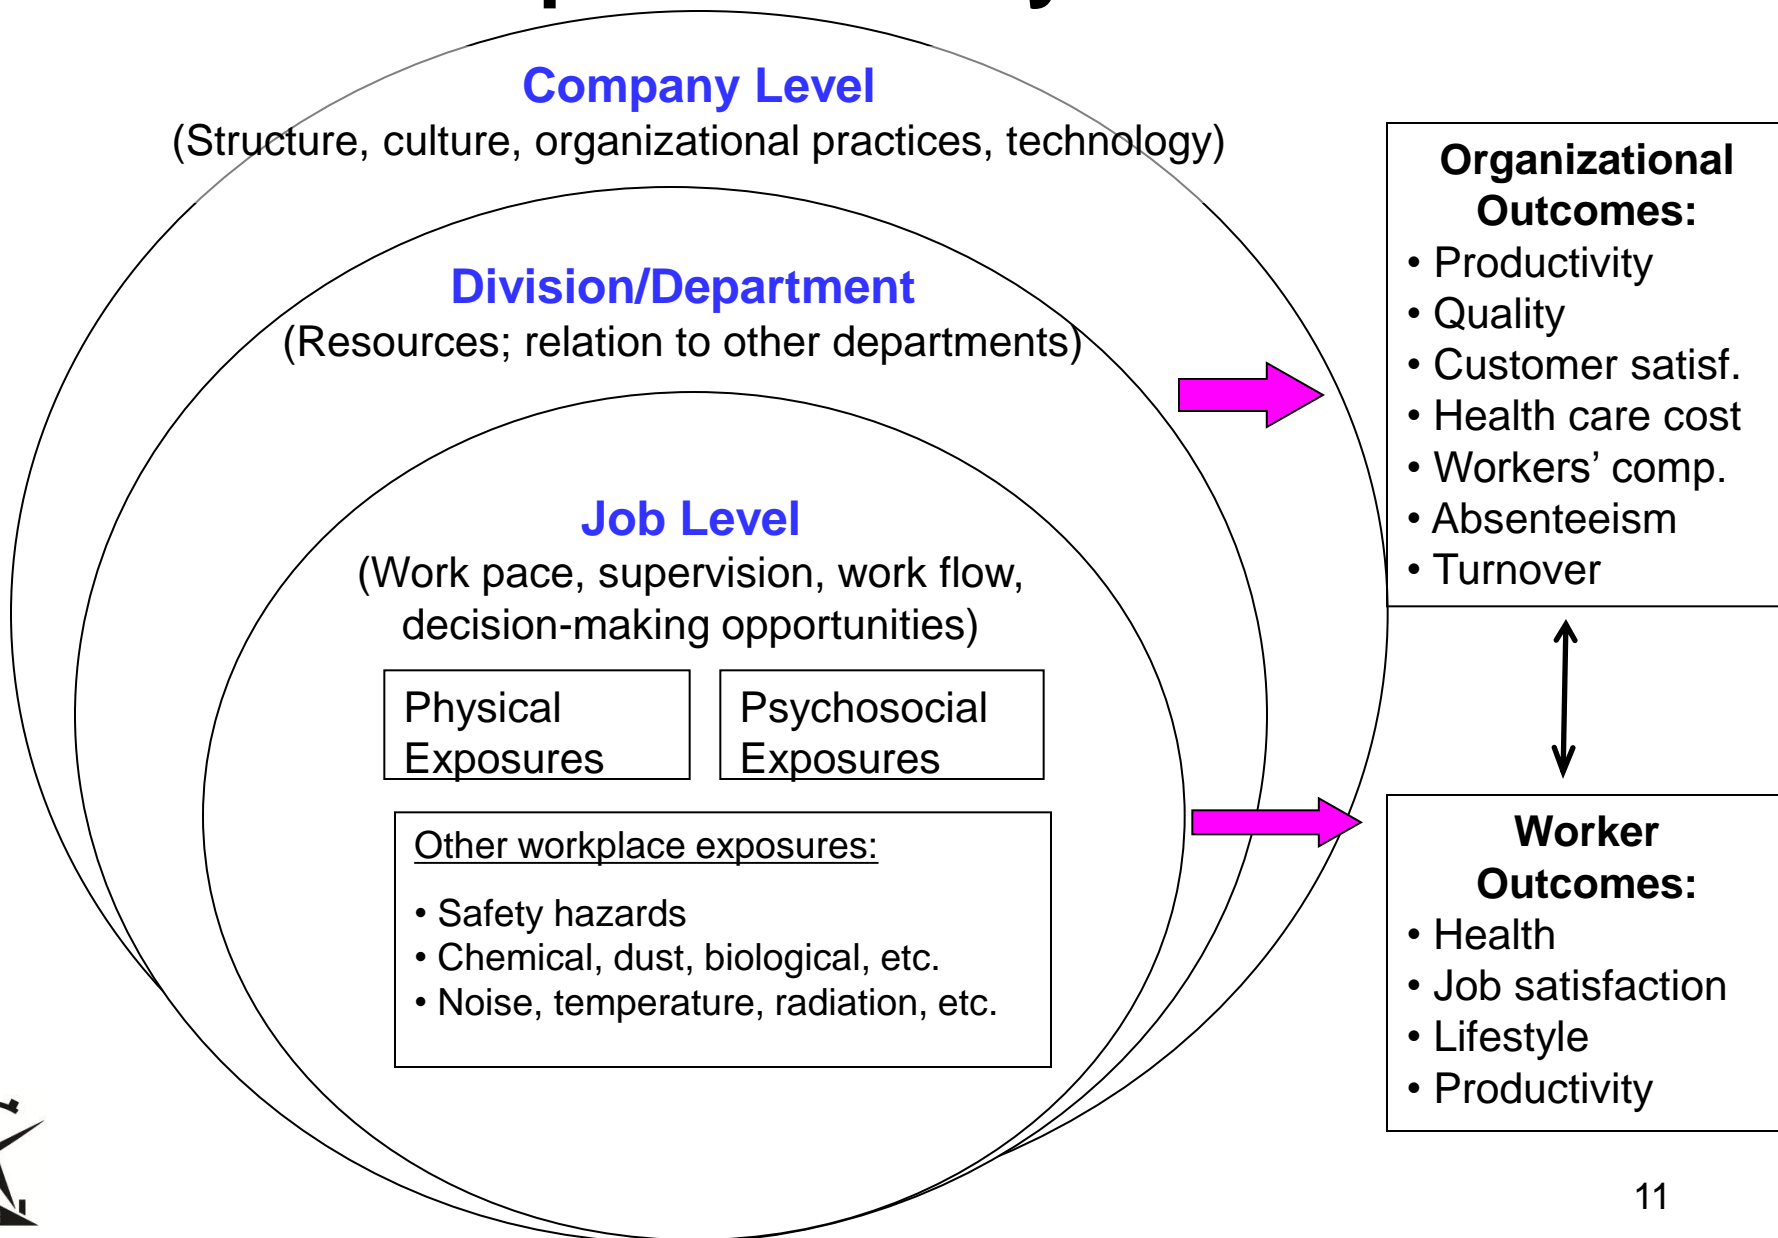 Company Level
(Structure, culture, organizational practices, technology)
Division/Department
(Resources; relation to other departments)
Job Level
(Work pace, supervision, work flow,
decision-making opportunities)
Physical
Exposures
Psychosocial
Exposures
Other workplace exposures:
• Safety hazards
• Chemical, dust, biological, etc.
• Noise, temperature, radiation, etc.
Organizational
Outcomes:
• Productivity
• Quality
• Customer satisf.
• Health care cost
• Workers’ comp.
• Absenteeism
• Turnover
Worker
Outcomes:
• Health
• Job satisfaction
• Lifestyle
• Productivity
11